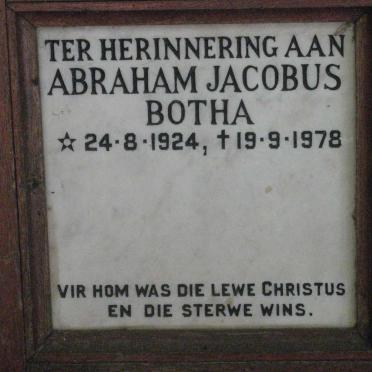 TER HERINNERING AAN
ABRAHAM JACOBUS
BOTHA
☆ 24·8·1924, ✝19·9·1978
VIR HOM WAS DIE LEWE CHRISTUS
EN DIE STERWE WINS.